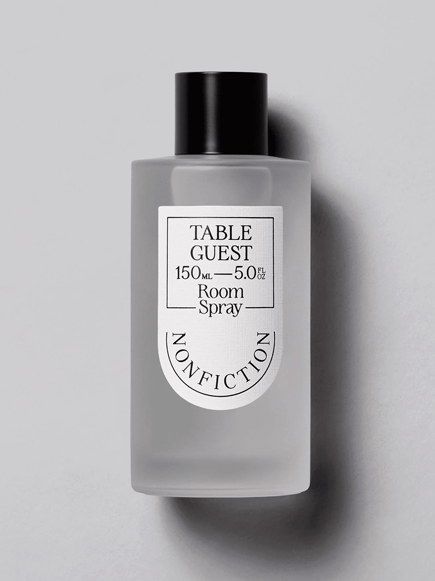 TABLE
GUEST
150ML—5.0FL OZ
Room
Spray
NONFICTION